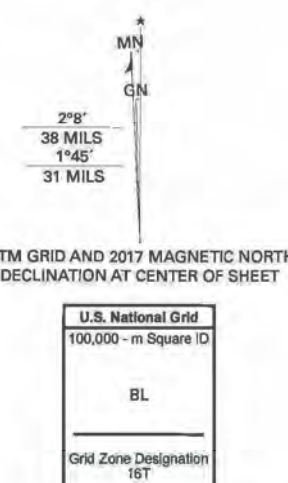 ★
MN
GN
2°8′
38 MILS
1°45′
31 MILS
TM GRID AND 2017 MAGNETIC NORTH
DECLINATION AT CENTER OF SHEET
U.S. National Grid
100,000 - m Square ID
BL
Grid Zone Designation
16T